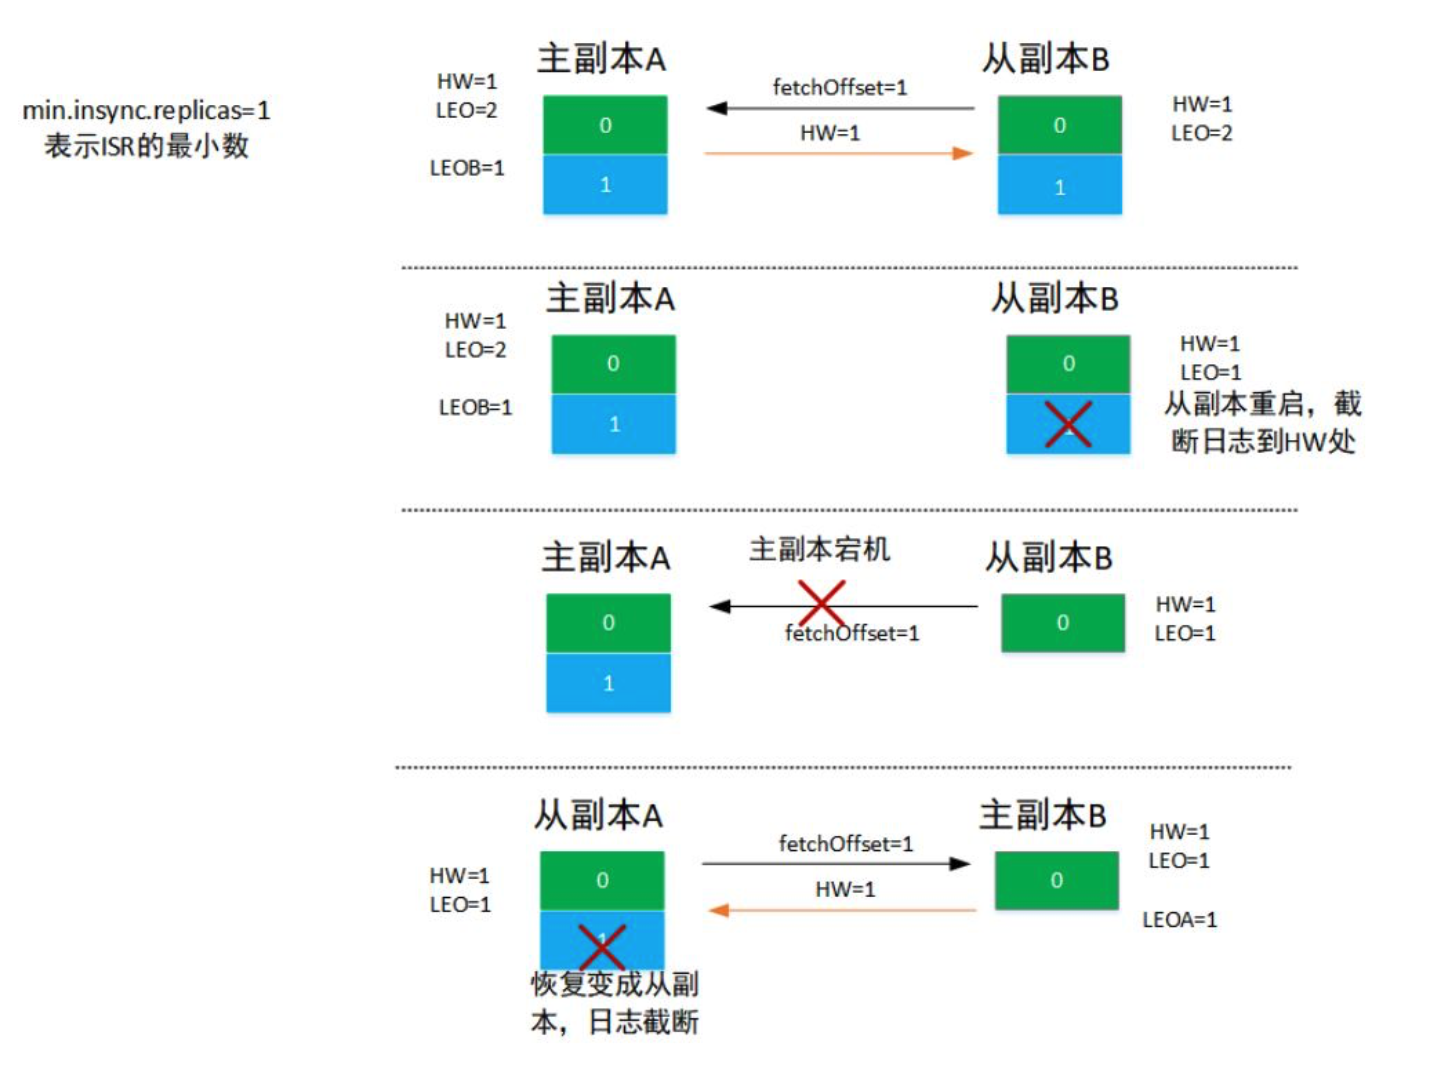 min.insync.replicas=1
表示ISR的最小数
主副本A
从副本B
HW=1
LEO=2
LEOB=1
0
1
fetchOffset=1
HW=1
0
1
HW=1
LEO=2
主副本A
从副本B
HW=1
LEO=2
LEOB=1
0
1
0
HW=1
LEO=1
从副本重启，截
断日志到HW处
主副本A
主副本宕机
从副本B
0
1
fetchOffset=1
0
HW=1
LEO=1
从副本A
主副本B
HW=1
LEO=1
0
恢复变成从副
本，日志截断
fetchOffset=1
HW=1
0
HW=1
LEO=1
LEOA=1